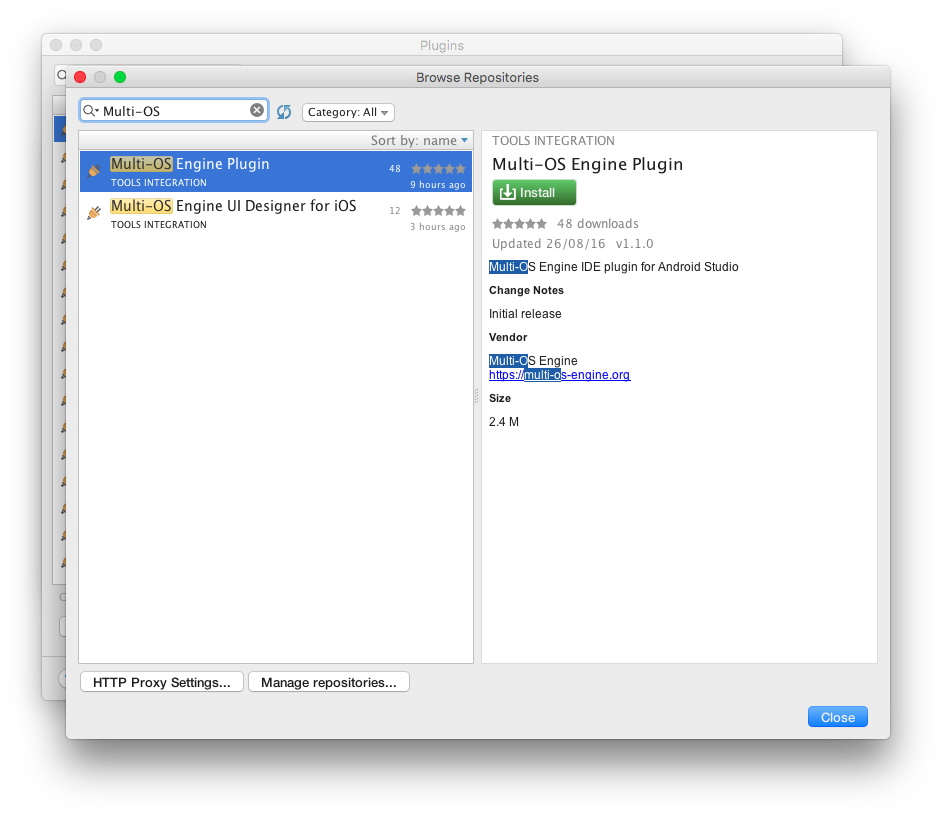 Plugins
Browse Repositories
Multi-OS
Category: All
Sort by: name
Multi-OS Engine Plugin
48
TOOLS INTEGRATION
9 hours ago
Multi-OS Engine UI Designer for iOS
12
TOOLS INTEGRATION
3 hours ago
TOOLS INTEGRATION
Multi-OS Engine Plugin
Install
48 downloads
Updated 26/08/16 v1.1.0
Multi-OS Engine IDE plugin for Android Studio
Change Notes
Initial release
Vendor
Multi-OS Engine
https://multi-os-engine.org
Size
2.4 M
HTTP Proxy Settings...
Manage repositories...
Close